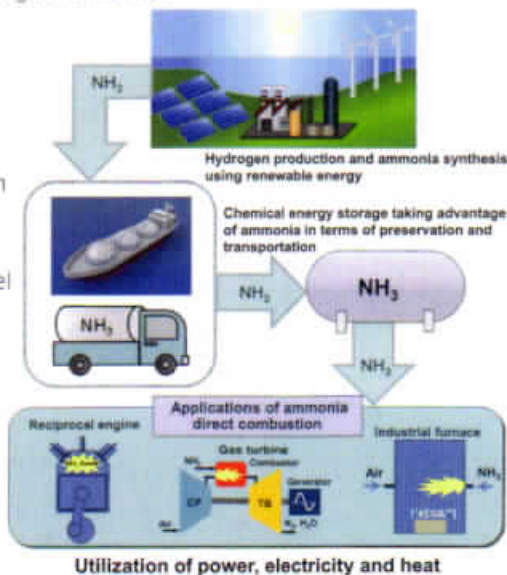 NH₃
Hydrogen production and ammonia synthesis
using renewable energy
Chemical energy storage taking advantage
of ammonia in terms of preservation and
transportation
NH₃
NH₃
NH₃
NH₃
Applications of ammonia
direct combustion
Reciprocal engine
Gas turbine
Industrial furnace
NH₃
Combustor
Generator
CP
TB
Air
N₂, H₂O
Air
NH₃
Utilization of power, electricity and heat